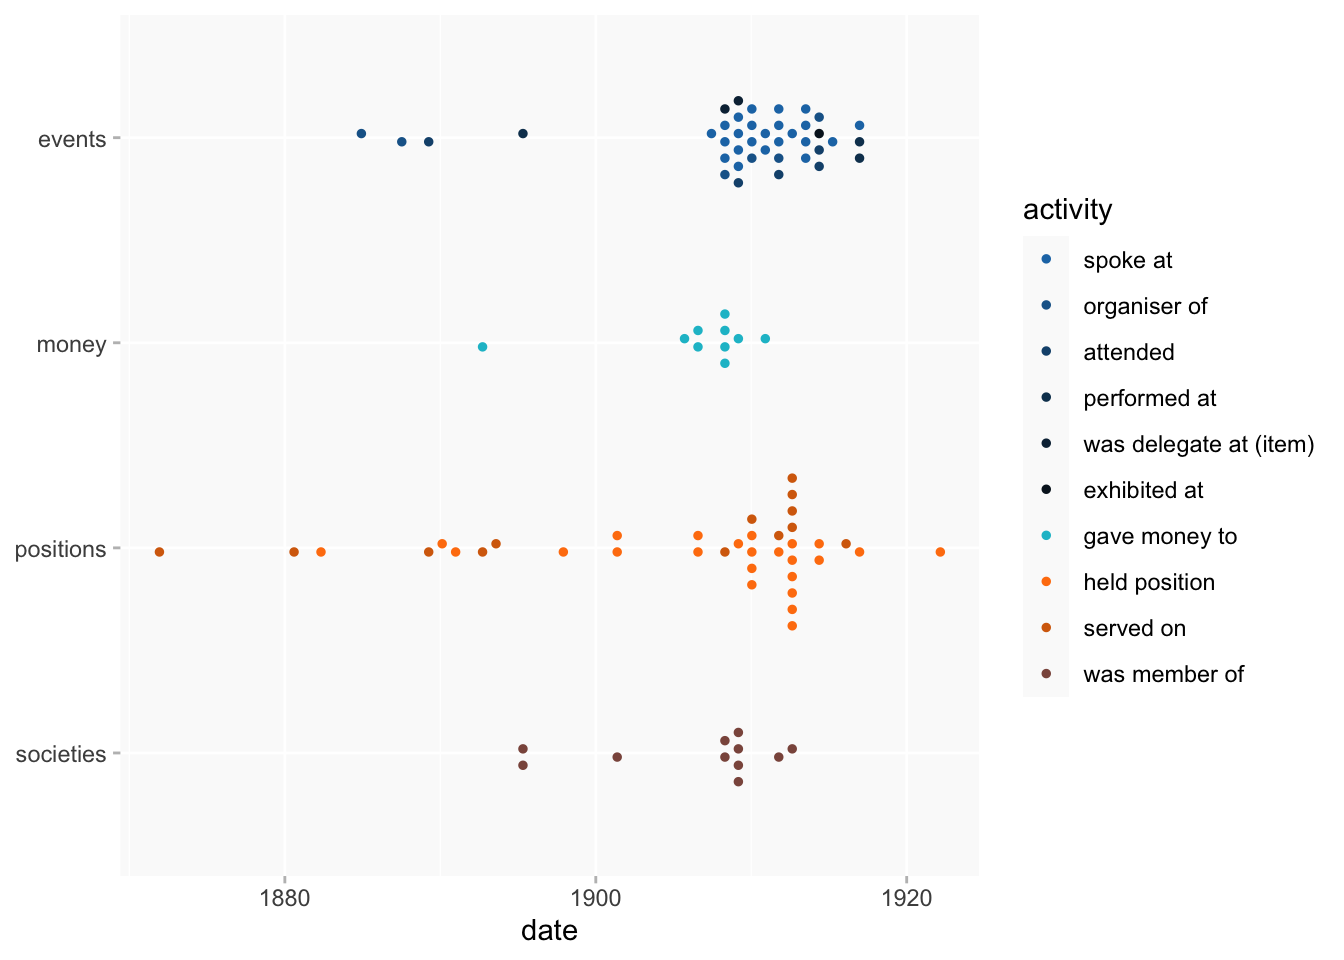 events
money
positions
societies
1880
1900
1920
date
activity
spoke at
organiser of
attended
performed at
was delegate at (item)
exhibited at
gave money to
held position
served on
was member of